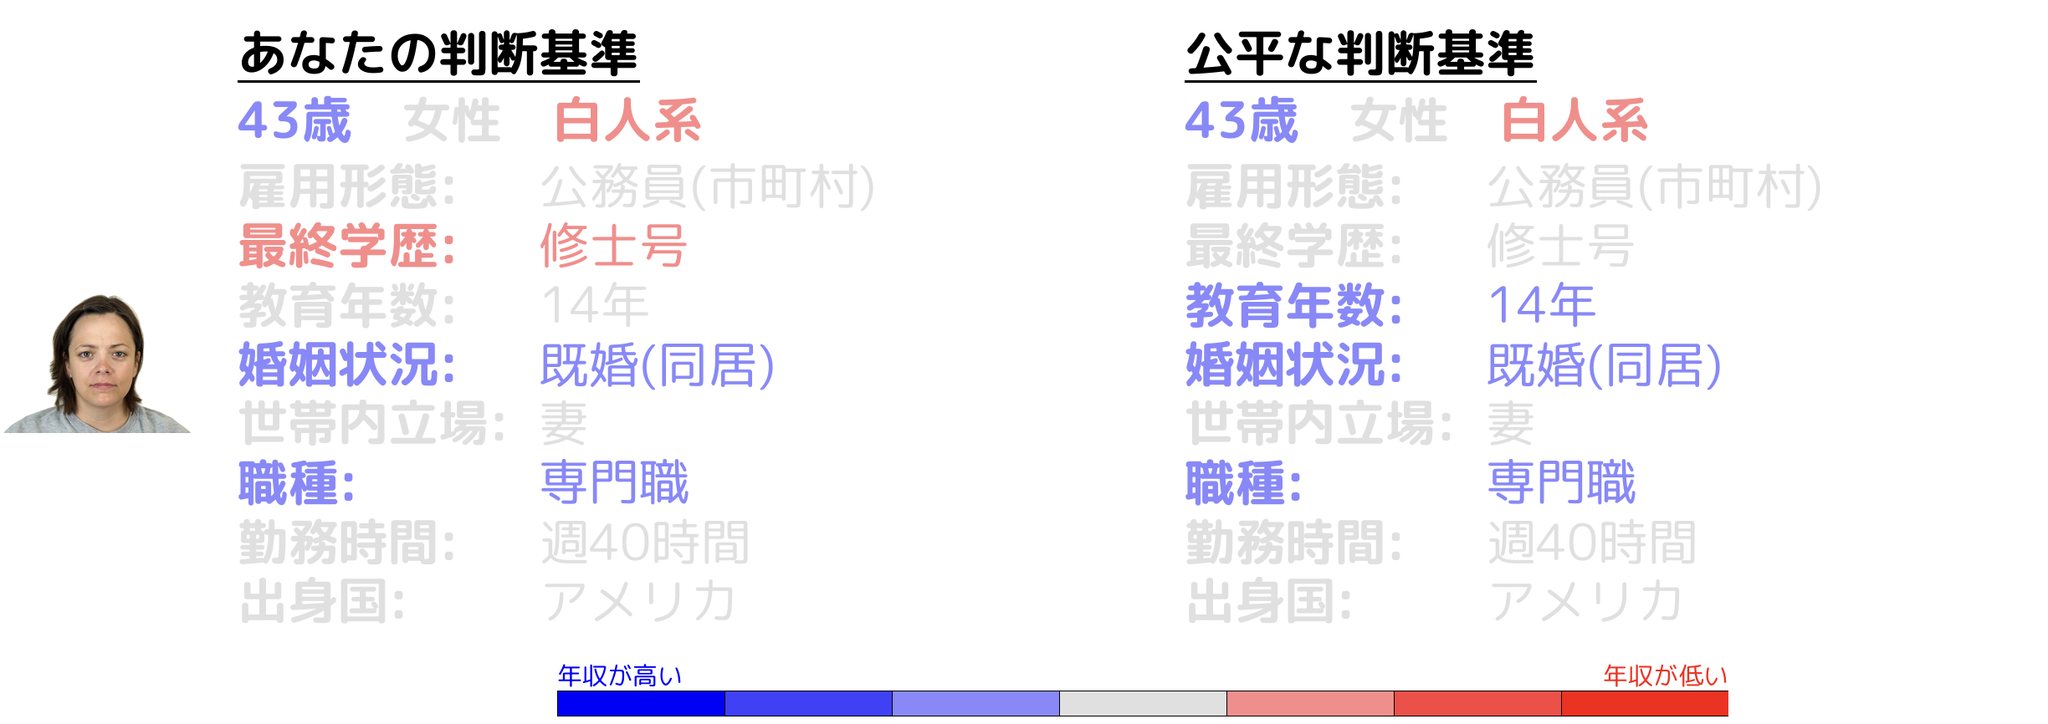 あなたの判断基準
43歳 女性 白人系
雇用形態: 公務員(市町村)
最終学歴: 修士号
教育年数: 14年
婚姻状況: 既婚(同居)
世帯内立場: 妻
職種: 専門職
勤務時間: 週40時間
出身国: アメリカ
公平な判断基準
43歳 女性 白人系
雇用形態: 公務員(市町村)
最終学歴: 修士号
教育年数: 14年
婚姻状況: 既婚(同居)
世帯内立場: 妻
職種: 専門職
勤務時間: 週40時間
出身国: アメリカ
年収が高い
年収が低い